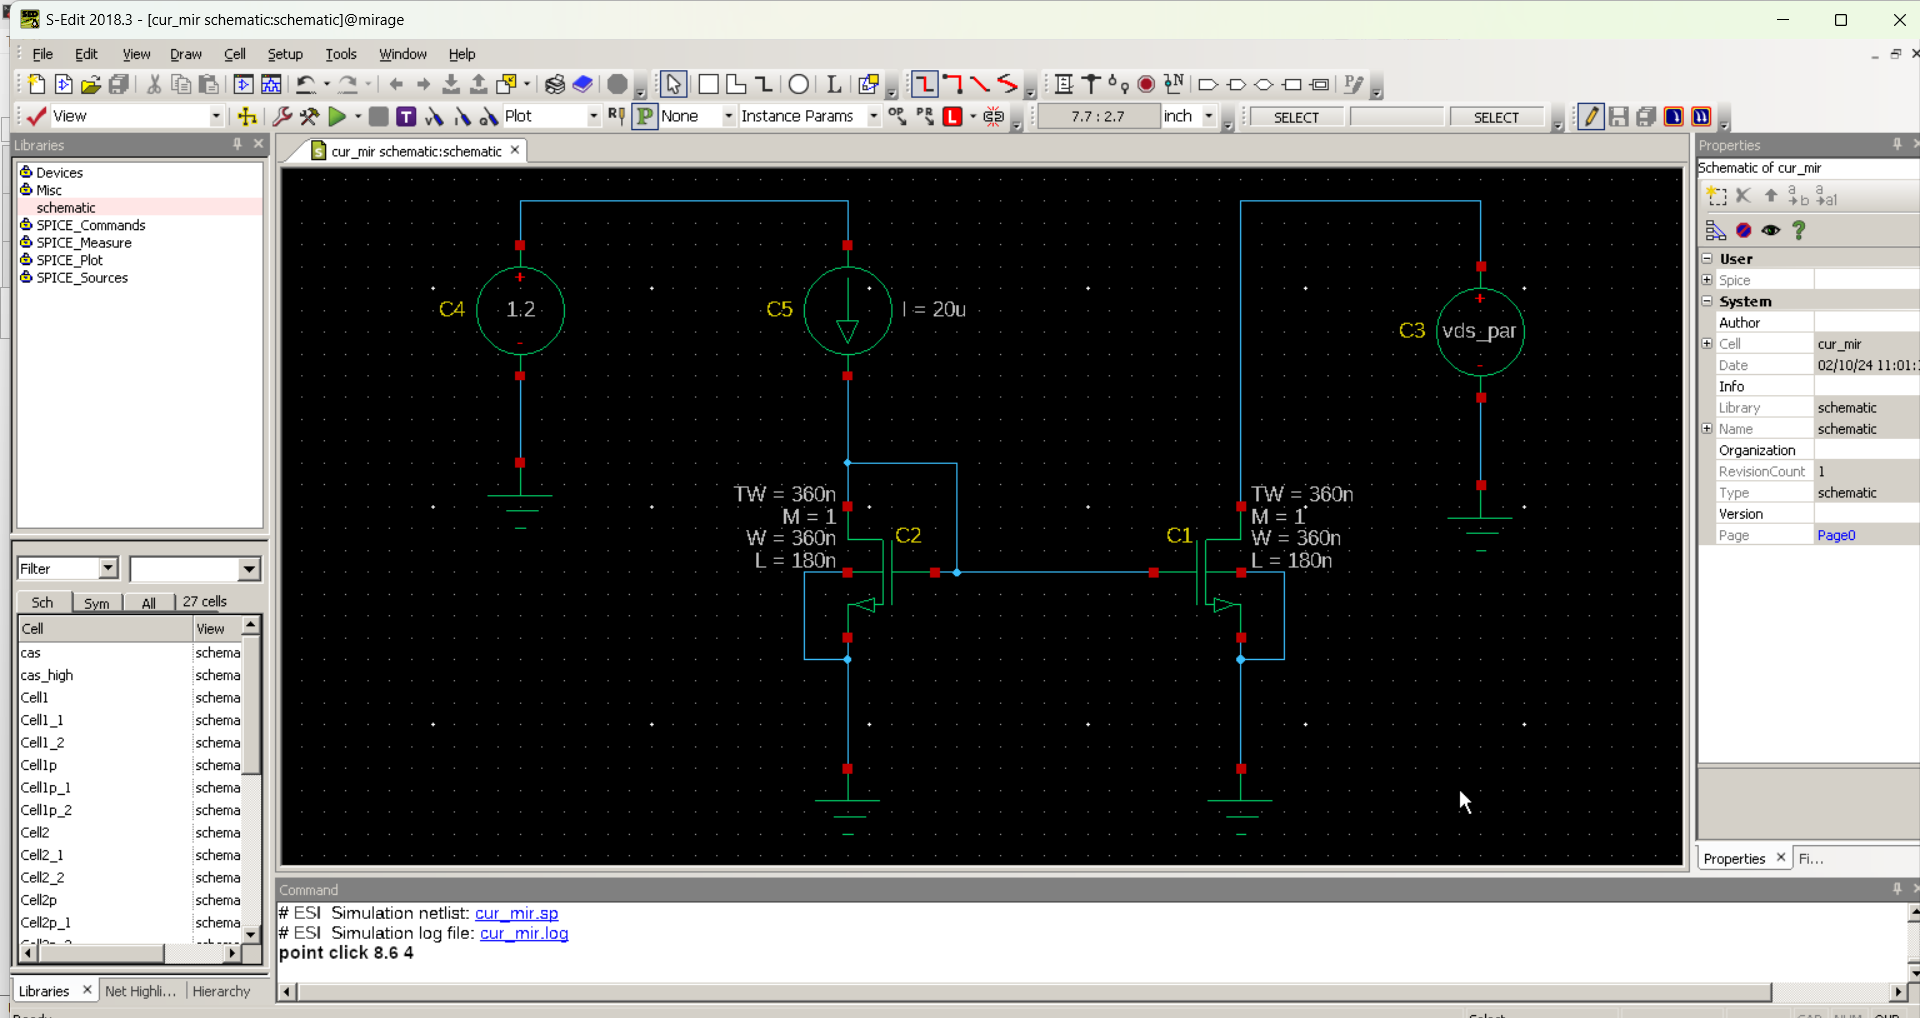 S-Edit 2018.3 - [cur_mir schematic:schematic]@mirage
File Edit View Draw Cell Setup Tools Window Help
View
Plot
None
Instance Params
7.7 : 2.7
inch
SELECT
SELECT
Libraries
Devices
Misc
schematic
SPICE_Commands
SPICE_Measure
SPICE_Plot
SPICE_Sources
Filter
Sch Sym All 27 cells
Cell View
cas schema
cas_high schema
Cell1 schema
Cell1_1 schema
Cell1_2 schema
Cell1p schema
Cell1p_1 schema
Cell1p_2 schema
Cell2 schema
Cell2_1 schema
Cell2_2 schema
Cell2p schema
Cell2p_1 schema
Libraries Net Highli... Hierarchy
cur_mir schematic:schematic
C4 1.2
C5 I = 20u
C3 vds_par
TW = 360n
M = 1
W = 360n
L = 180n
C2
C1
TW = 360n
M = 1
W = 360n
L = 180n
Command
# ESI Simulation netlist: cur_mir.sp
# ESI Simulation log file: cur_mir.log
point click 8.6 4
Properties
Schematic of cur_mir
User
Spice
System
Author
Cell cur_mir
Date 02/10/24 11:01:
Info
Library schematic
Name schematic
Organization
RevisionCount 1
Type schematic
Version
Page Page0
Properties Fi...